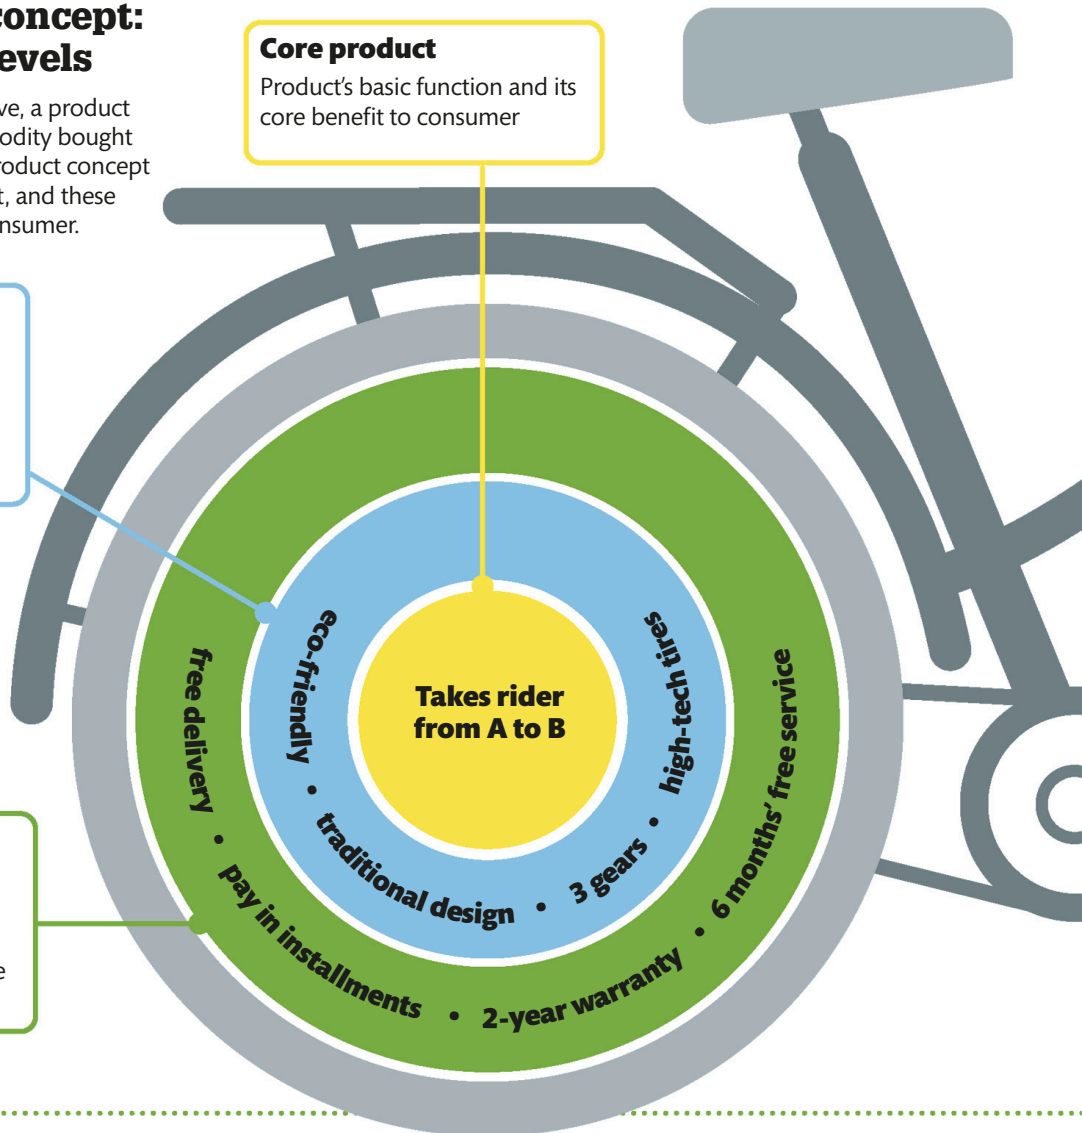 concept:
evels
ve, a product
odity bought
roduct concept
t, and these
nsumer.
Core product
Product's basic function and its
core benefit to consumer
Takes rider
from A to B
eco-friendly • traditional design • 3 gears • high-tech tires
free delivery • pay in installments • 2-year warranty • 6 months' free service
e